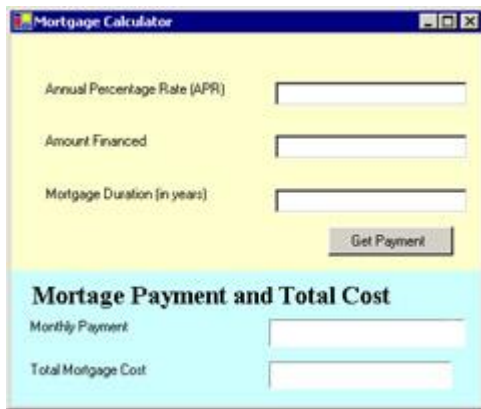 Mortgage Calculator
Annual Percentage Rate (APR)
Amount Financed
Mortgage Duration (in years)
Get Payment
Mortage Payment and Total Cost
Monthly Payment
Total Mortgage Cost